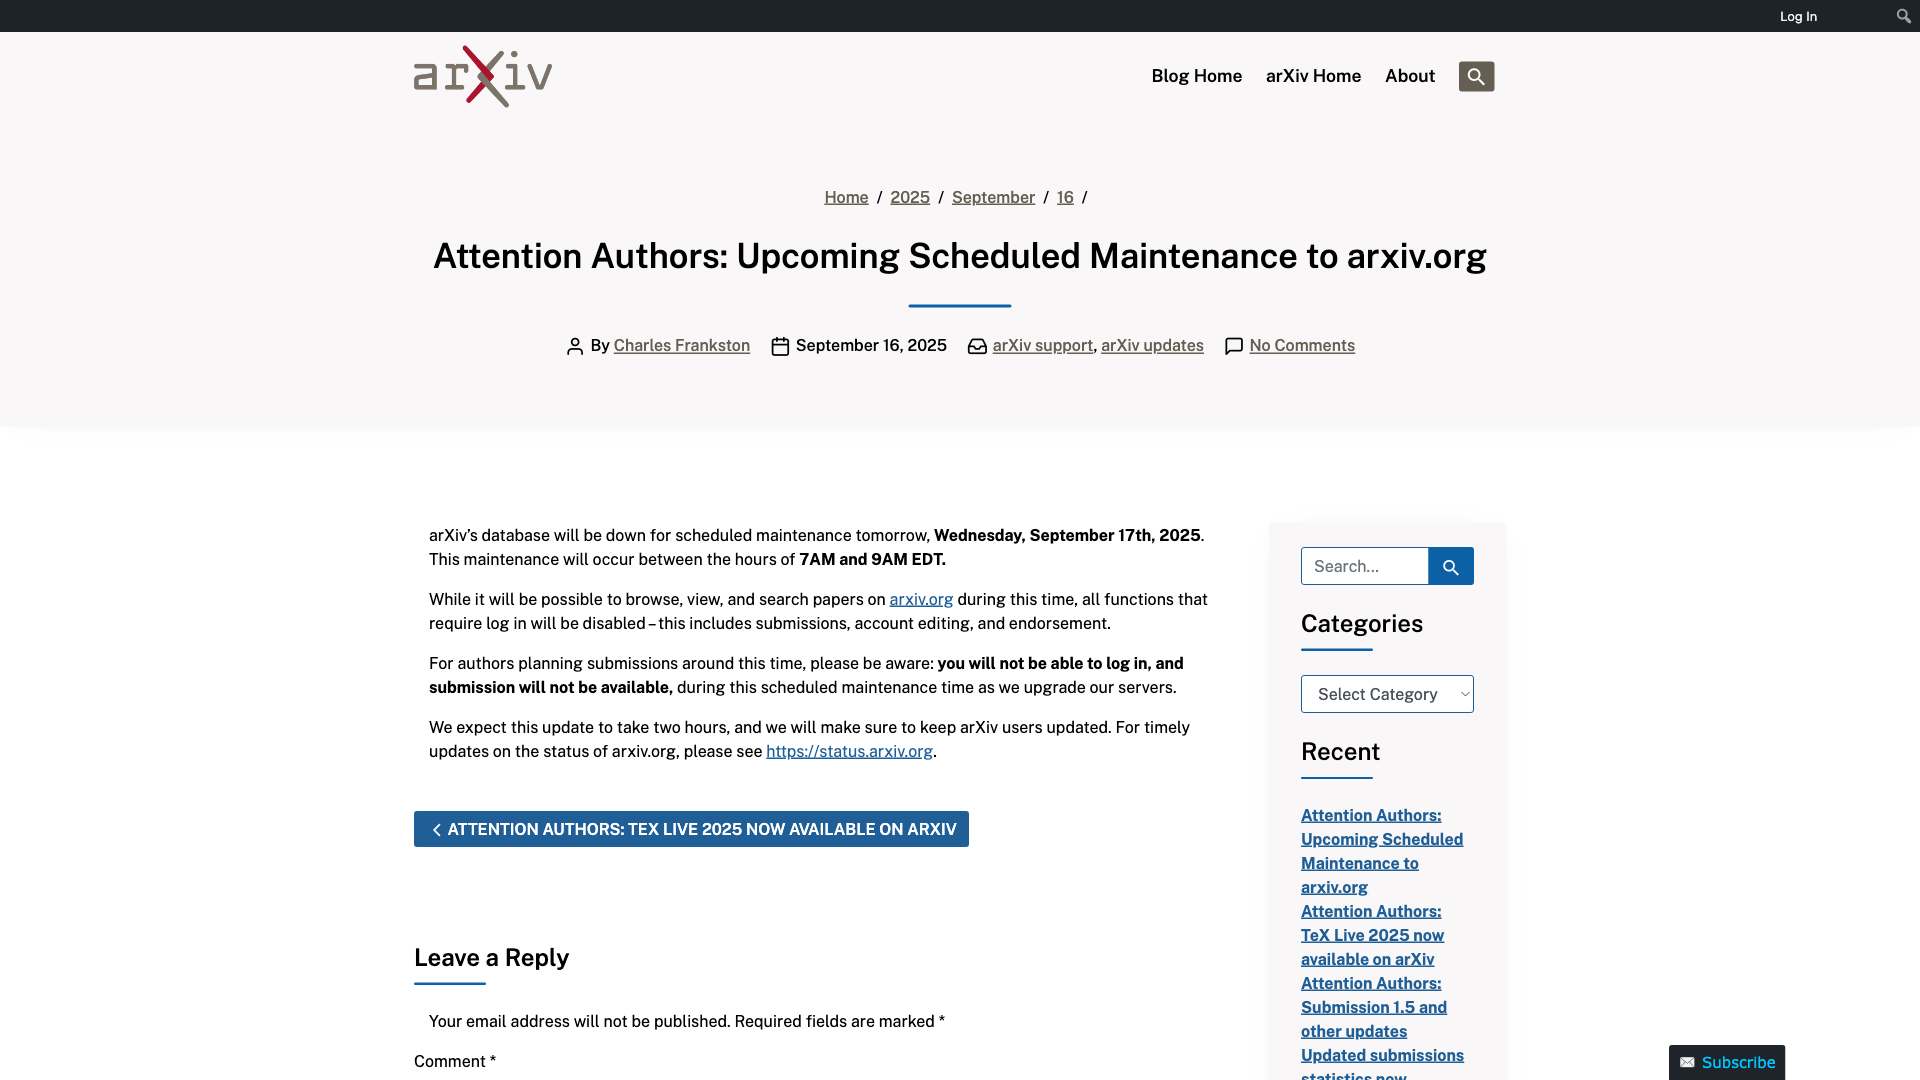 Log In
arXiv
Blog Home arXiv Home About
Home / 2025 / September / 16 /
Attention Authors: Upcoming Scheduled Maintenance to arxiv.org
By Charles Frankston September 16, 2025 arXiv support, arXiv updates No Comments
arXiv’s database will be down for scheduled maintenance tomorrow, Wednesday, September 17th, 2025.
This maintenance will occur between the hours of 7AM and 9AM EDT.
While it will be possible to browse, view, and search papers on arxiv.org during this time, all functions that
require log in will be disabled – this includes submissions, account editing, and endorsement.
For authors planning submissions around this time, please be aware: you will not be able to log in, and
submission will not be available, during this scheduled maintenance time as we upgrade our servers.
We expect this update to take two hours, and we will make sure to keep arXiv users updated. For timely
updates on the status of arxiv.org, please see https://status.arxiv.org.
ATTENTION AUTHORS: TEX LIVE 2025 NOW AVAILABLE ON ARXIV
Leave a Reply
Your email address will not be published. Required fields are marked *
Comment *
Search...
Categories
Select Category
Recent
Attention Authors:
Upcoming Scheduled
Maintenance to
arxiv.org
Attention Authors:
TeX Live 2025 now
available on arXiv
Attention Authors:
Submission 1.5 and
other updates
Updated submissions
statistics now
Subscribe